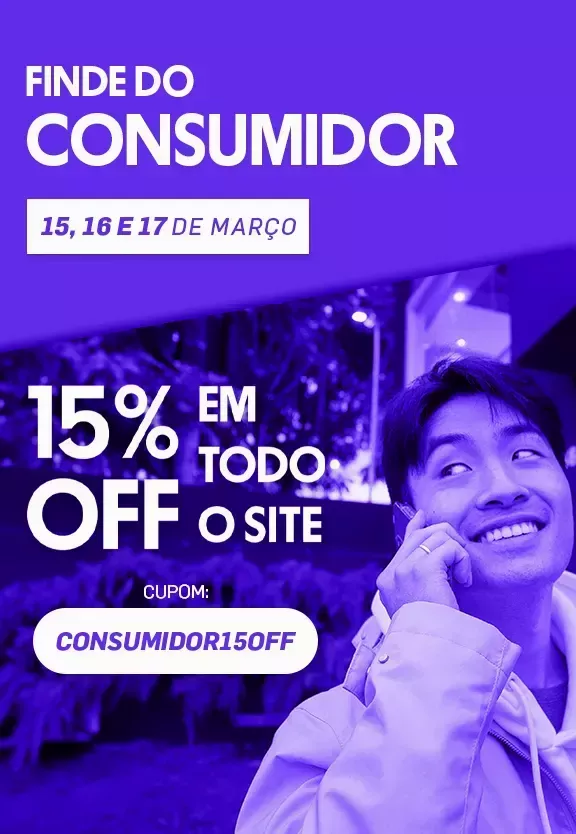 FINDE DO
CONSUMIDOR
15, 16 E 17 DE MARÇO
15%
OFF
EM
TODO
O SITE
CUPOM:
CONSUMIDOR15OFF